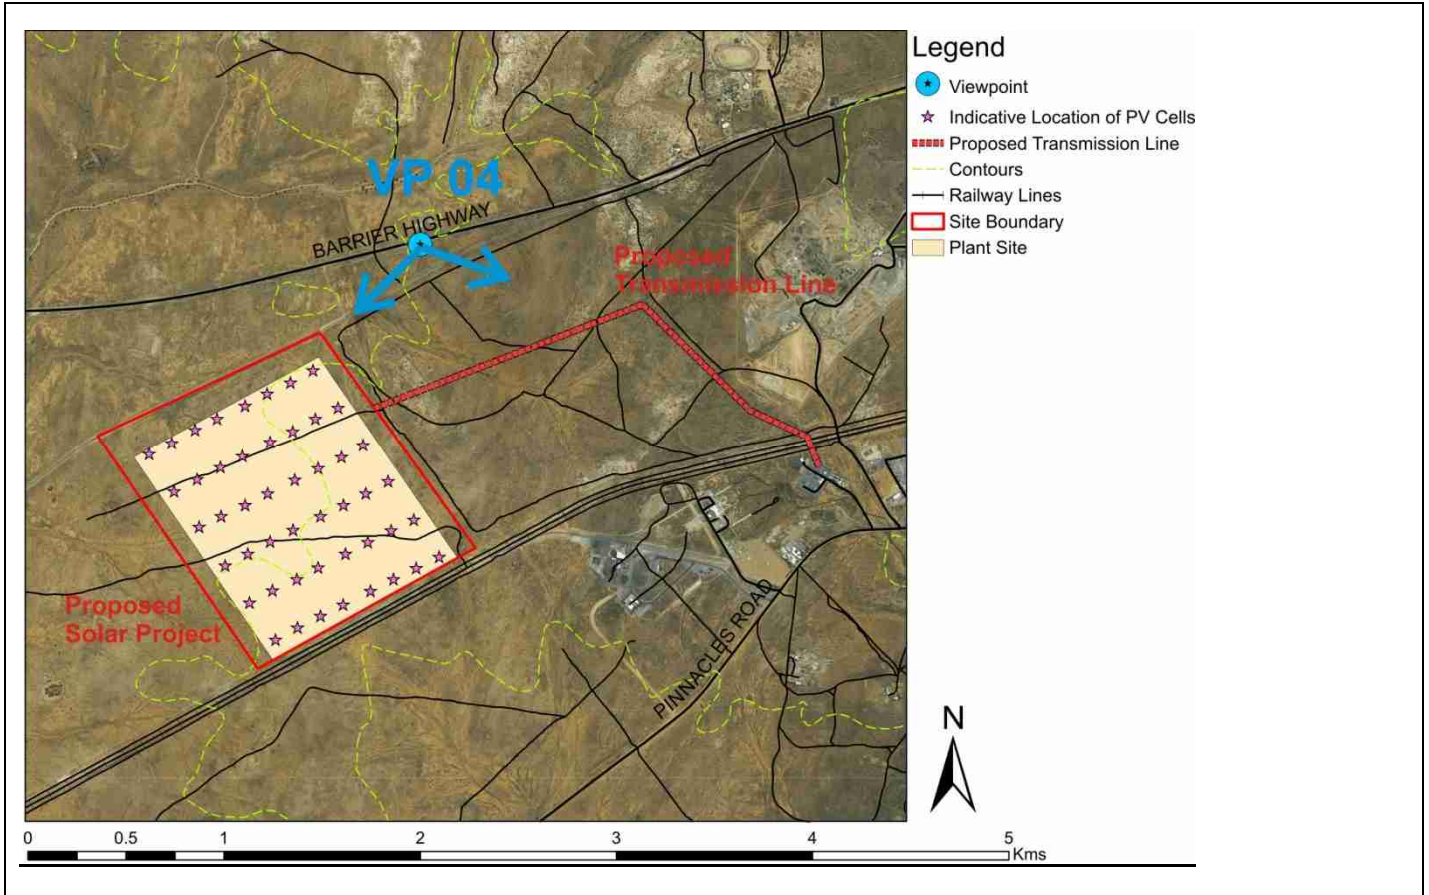 Legend
Viewpoint
Indicative Location of PV Cells
Proposed Transmission Line
Contours
Railway Lines
Site Boundary
Plant Site
VP 04
BARRIER HIGHWAY
Proposed
Transmission Line
Proposed
Solar Project
PINNACLES ROAD
N
0 0.5 1 2 3 4 5
Kms